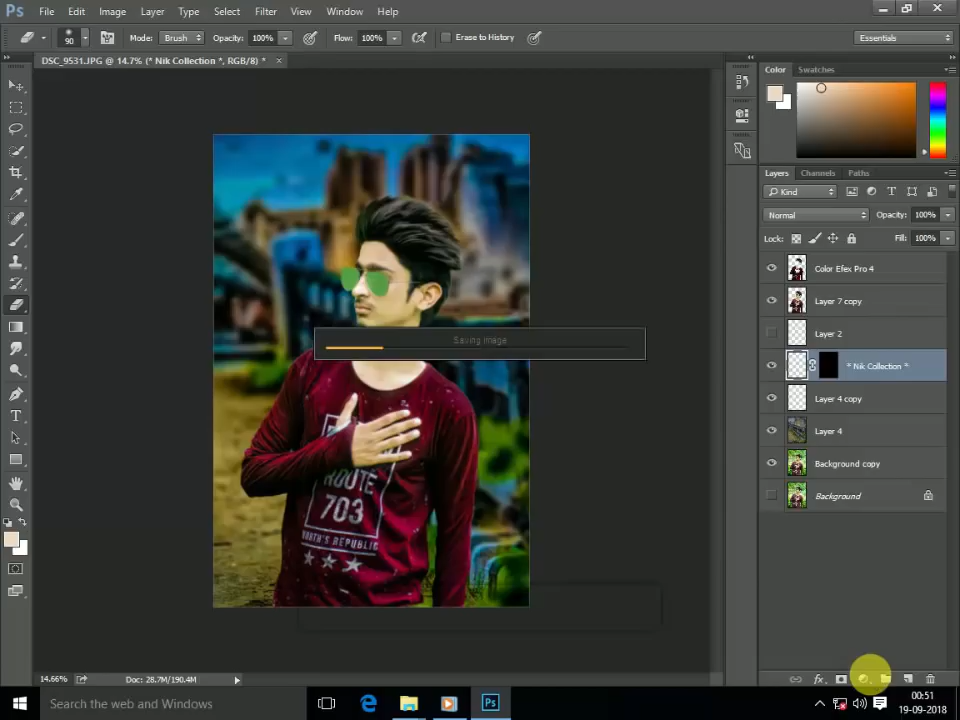 Ps File Edit Image Layer Type Select Filter View Window Help
90 Mode: Brush Opacity: 100% Flow: 100% Erase to History Essentials
DSC_9531.JPG @ 14.7% (* Nik Collection *, RGB/8) * ×
Color Swatches
Layers Channels Paths
Kind
Normal Opacity: 100%
Lock: Fill: 100%
Color Efex Pro 4
Layer 7 copy
Layer 2
* Nik Collection *
Layer 4 copy
Layer 4
Background copy
Background
Saving image
ROUTE
703
NORTH'S REPUBLIC
14.66% Doc: 28.7M/190.4M
fx
Search the web and Windows
Ps
00:51
19-09-2018